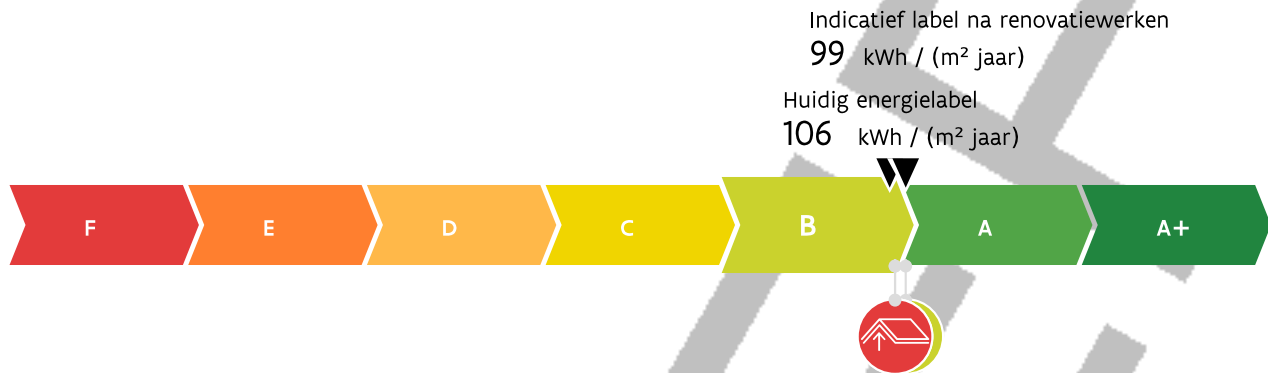 Indicatief label na renovatiewerken
99 kWh / (m² jaar)
Huidig energielabel
106 kWh / (m² jaar)
F E D C B A A+